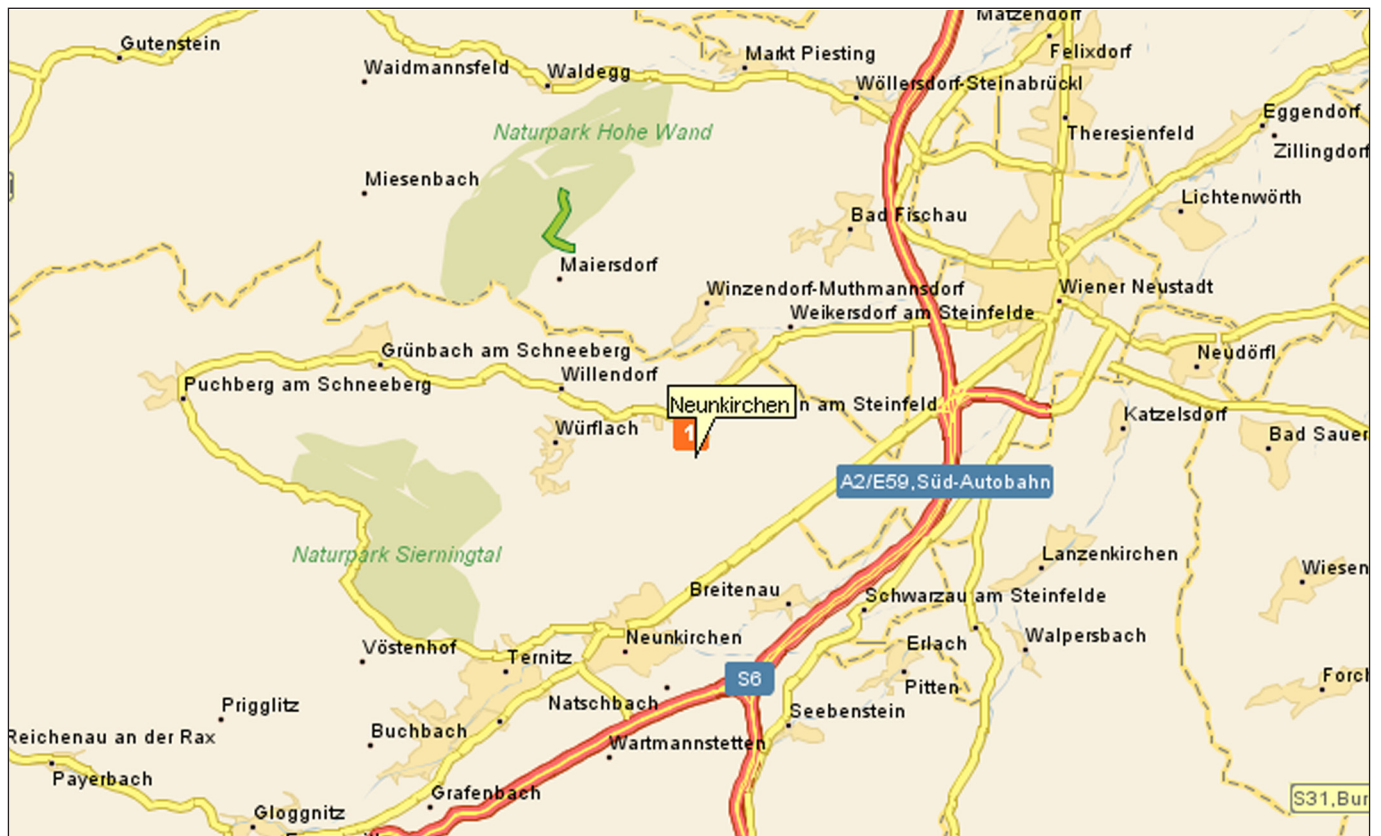 Matzendorf
Gutenstein
Felixdorf
Markt Piesting
Waidmannsfeld
Waldegg
Wöllersdorf-Steinabrückl
Eggendorf
Naturpark Hohe Wand
Theresienfeld
Zillingdorf
Miesenbach
Lichtenwörth
Bad Fischau
Maiersdorf
Winzendorf-Muthmannsdorf
Wiener Neustadt
Weikersdorf am Steinfelde
Grünbach am Schneeberg
Neudörfl
Willendorf
Puchberg am Schneeberg
Neunkirchen
n am Steinfeld
Katzelsdorf
Würflach
1
Bad Sauer
A2/E59,Süd-Autobahn
Naturpark Sierningtal
Lanzenkirchen
Wiesen
Breitenau
Schwarzau am Steinfelde
Neunkirchen
Walpersbach
Erlach
Vöstenhof
Ternitz
S6
Forch
Pitten
Natschbach
Prigglitz
Seebenstein
Buchbach
Reichenau an der Rax
Wartmannstetten
Payerbach
Grafenbach
S31,Bur
Gloggnitz